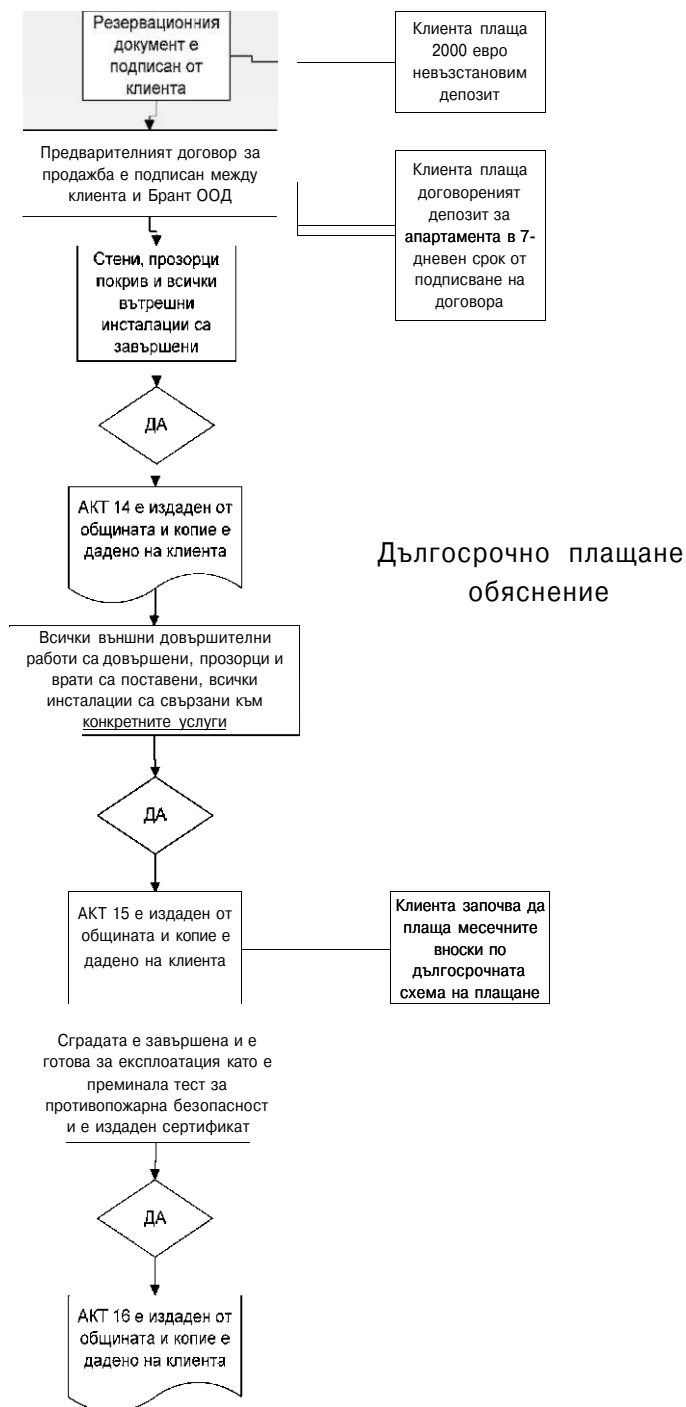 Резервационния
документ е
подписан от
клиента
Клиента плаща
2000 евро
невъзстановим
депозит
Предварителният договор за
продажба е подписан между
клиента и Брант ООД
Клиента плаща
договореният
депозит за
апартамента в 7-
дневен срок от
подписване на
договора
Стени, прозорци
покрив и всички
вътрешни
инсталации са
завършени
ДА
АКТ 14 е издаден от
общината и копие е
дадено на клиента
Дългосрочно плащане
обяснение
Всички външни довършителни
работи са довършени, прозорци и
врати са поставени, всички
инсталации са свързани към
конкретните услуги
ДА
АКТ 15 е издаден от
общината и копие е
дадено на клиента
Клиента започва да
плаща месечните
вноски по
дългосрочната
схема на плащане
Сградата е завършена и е
готова за експлоатация като е
преминала тест за
противопожарна безопасност
и е издаден сертификат
ДА
АКТ 16 е издаден от
общината и копие е
дадено на клиента